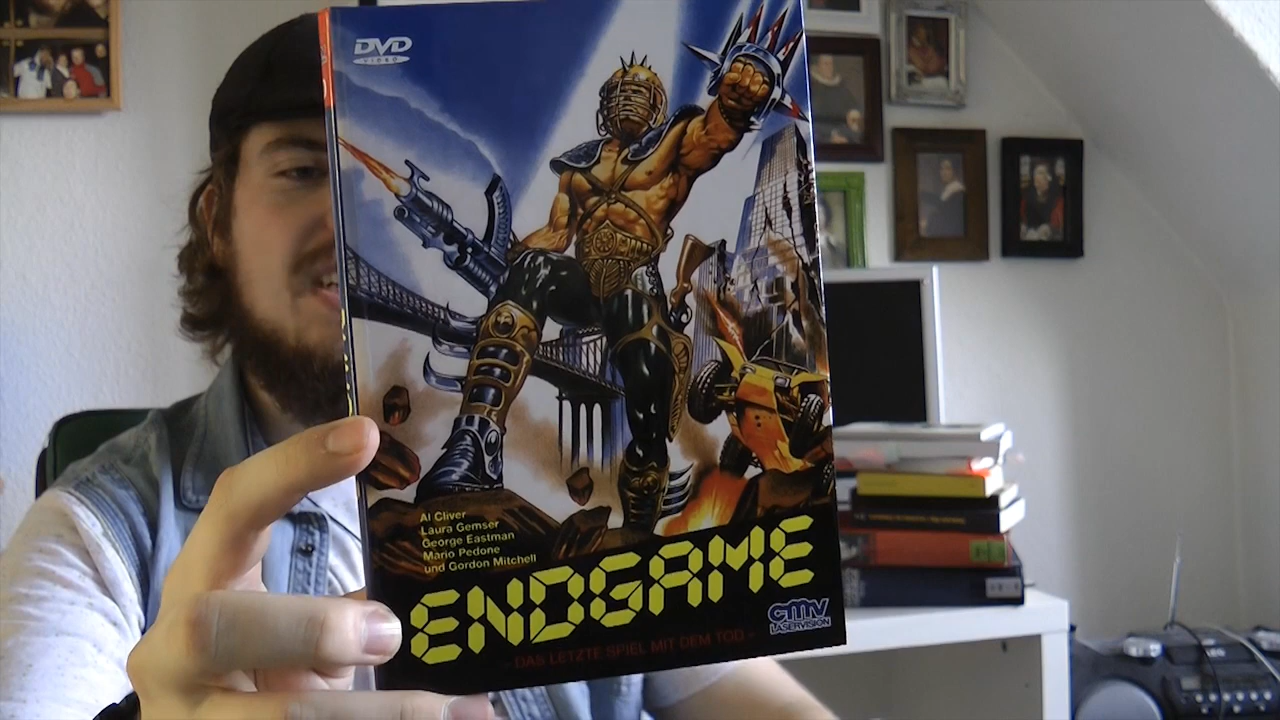 DVD
VIDEO
Al Cliver
Laura Gemser
George Eastman
Mario Pedone
und Gordon Mitchell
ENDGAME
- DAS LETZTE SPIEL MIT DEM TOD -
cmv
LASERVISION